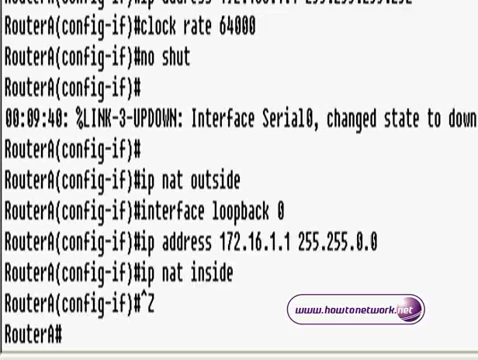 RouterA(config-if)#clock rate 64000
RouterA(config-if)#no shut
RouterA(config-if)#
00:09:40: %LINK-3-UPDOWN: Interface Serial0, changed state to down
RouterA(config-if)#
RouterA(config-if)#ip nat outside
RouterA(config-if)#interface loopback 0
RouterA(config-if)#ip address 172.16.1.1 255.255.0.0
RouterA(config-if)#ip nat inside
RouterA(config-if)#^Z
www.howtonetwork.net
RouterA#